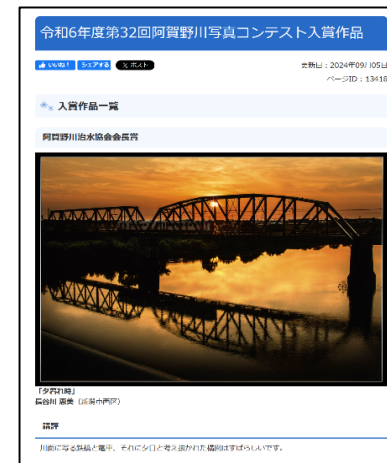 令和6年度第32回阿賀野川写真コンテスト入賞作品
いいね！ シェアする ポスト
更新日：2024年09月05日
ページID：13418
入賞作品一覧
阿賀野川治水協会会長賞
「夕暮れ時」
長谷川 恵美（新潟市西区）
講評
川面に写る鉄橋と電車、それに夕日と考え抜かれた構図はすばらしいです。